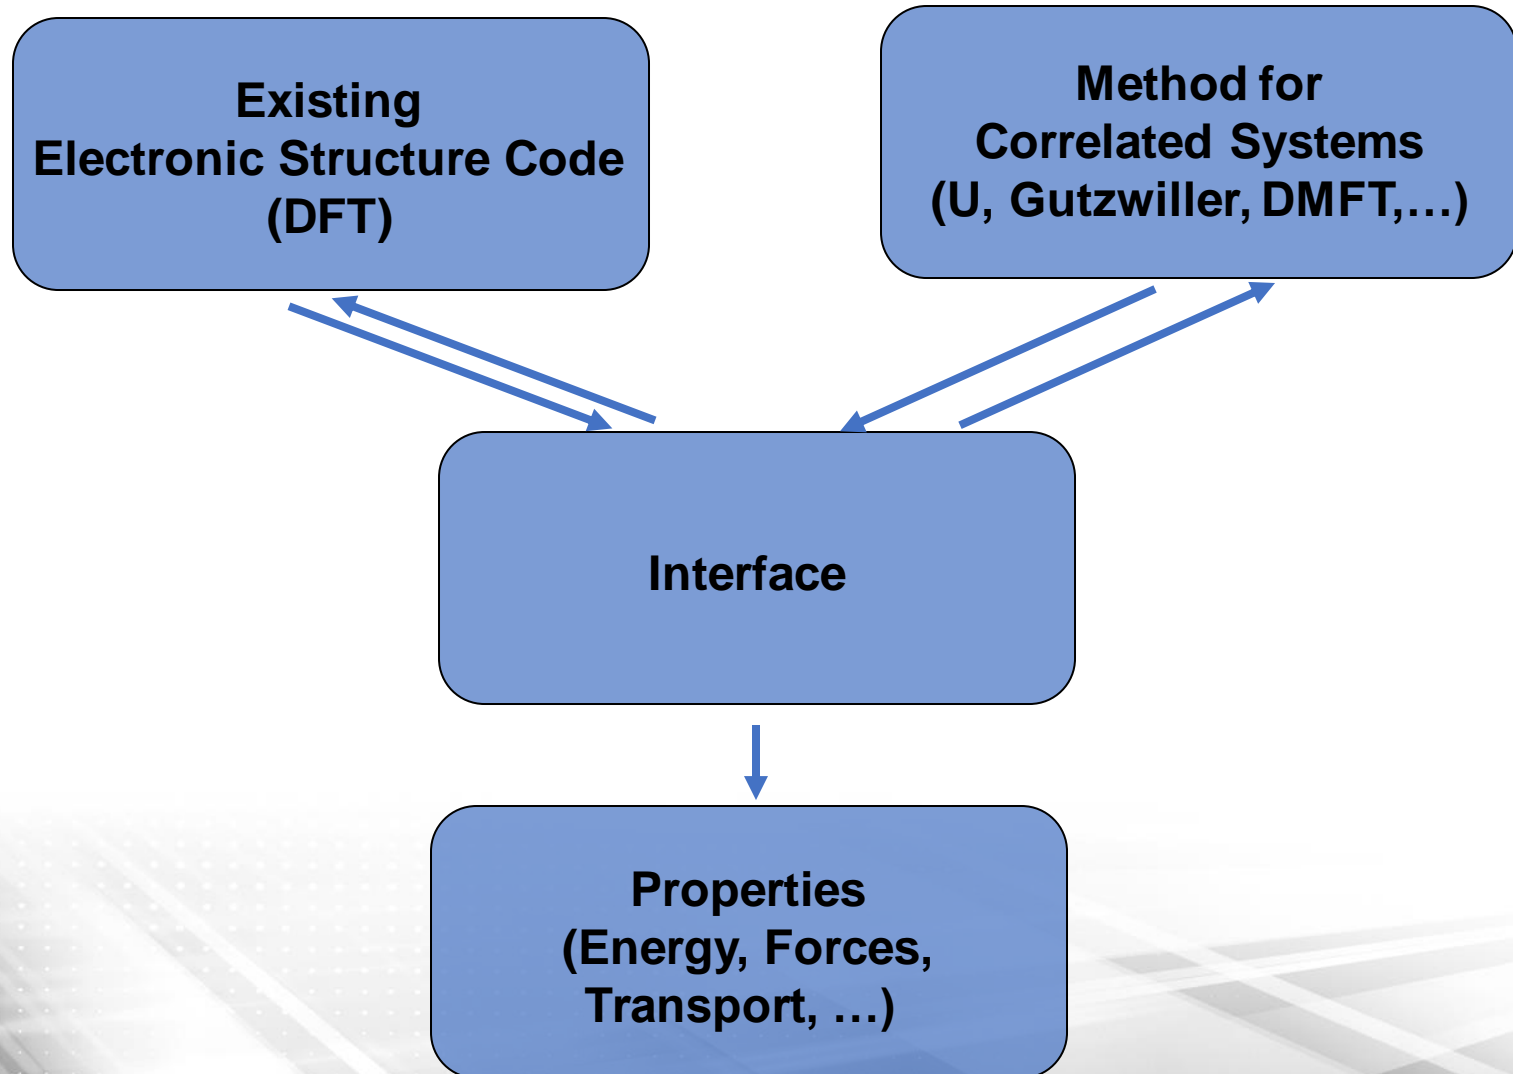 Existing
Electronic Structure Code
(DFT)
Method for
Correlated Systems
(U, Gutzwiller, DMFT,…)
Interface
Properties
(Energy, Forces,
Transport, …)